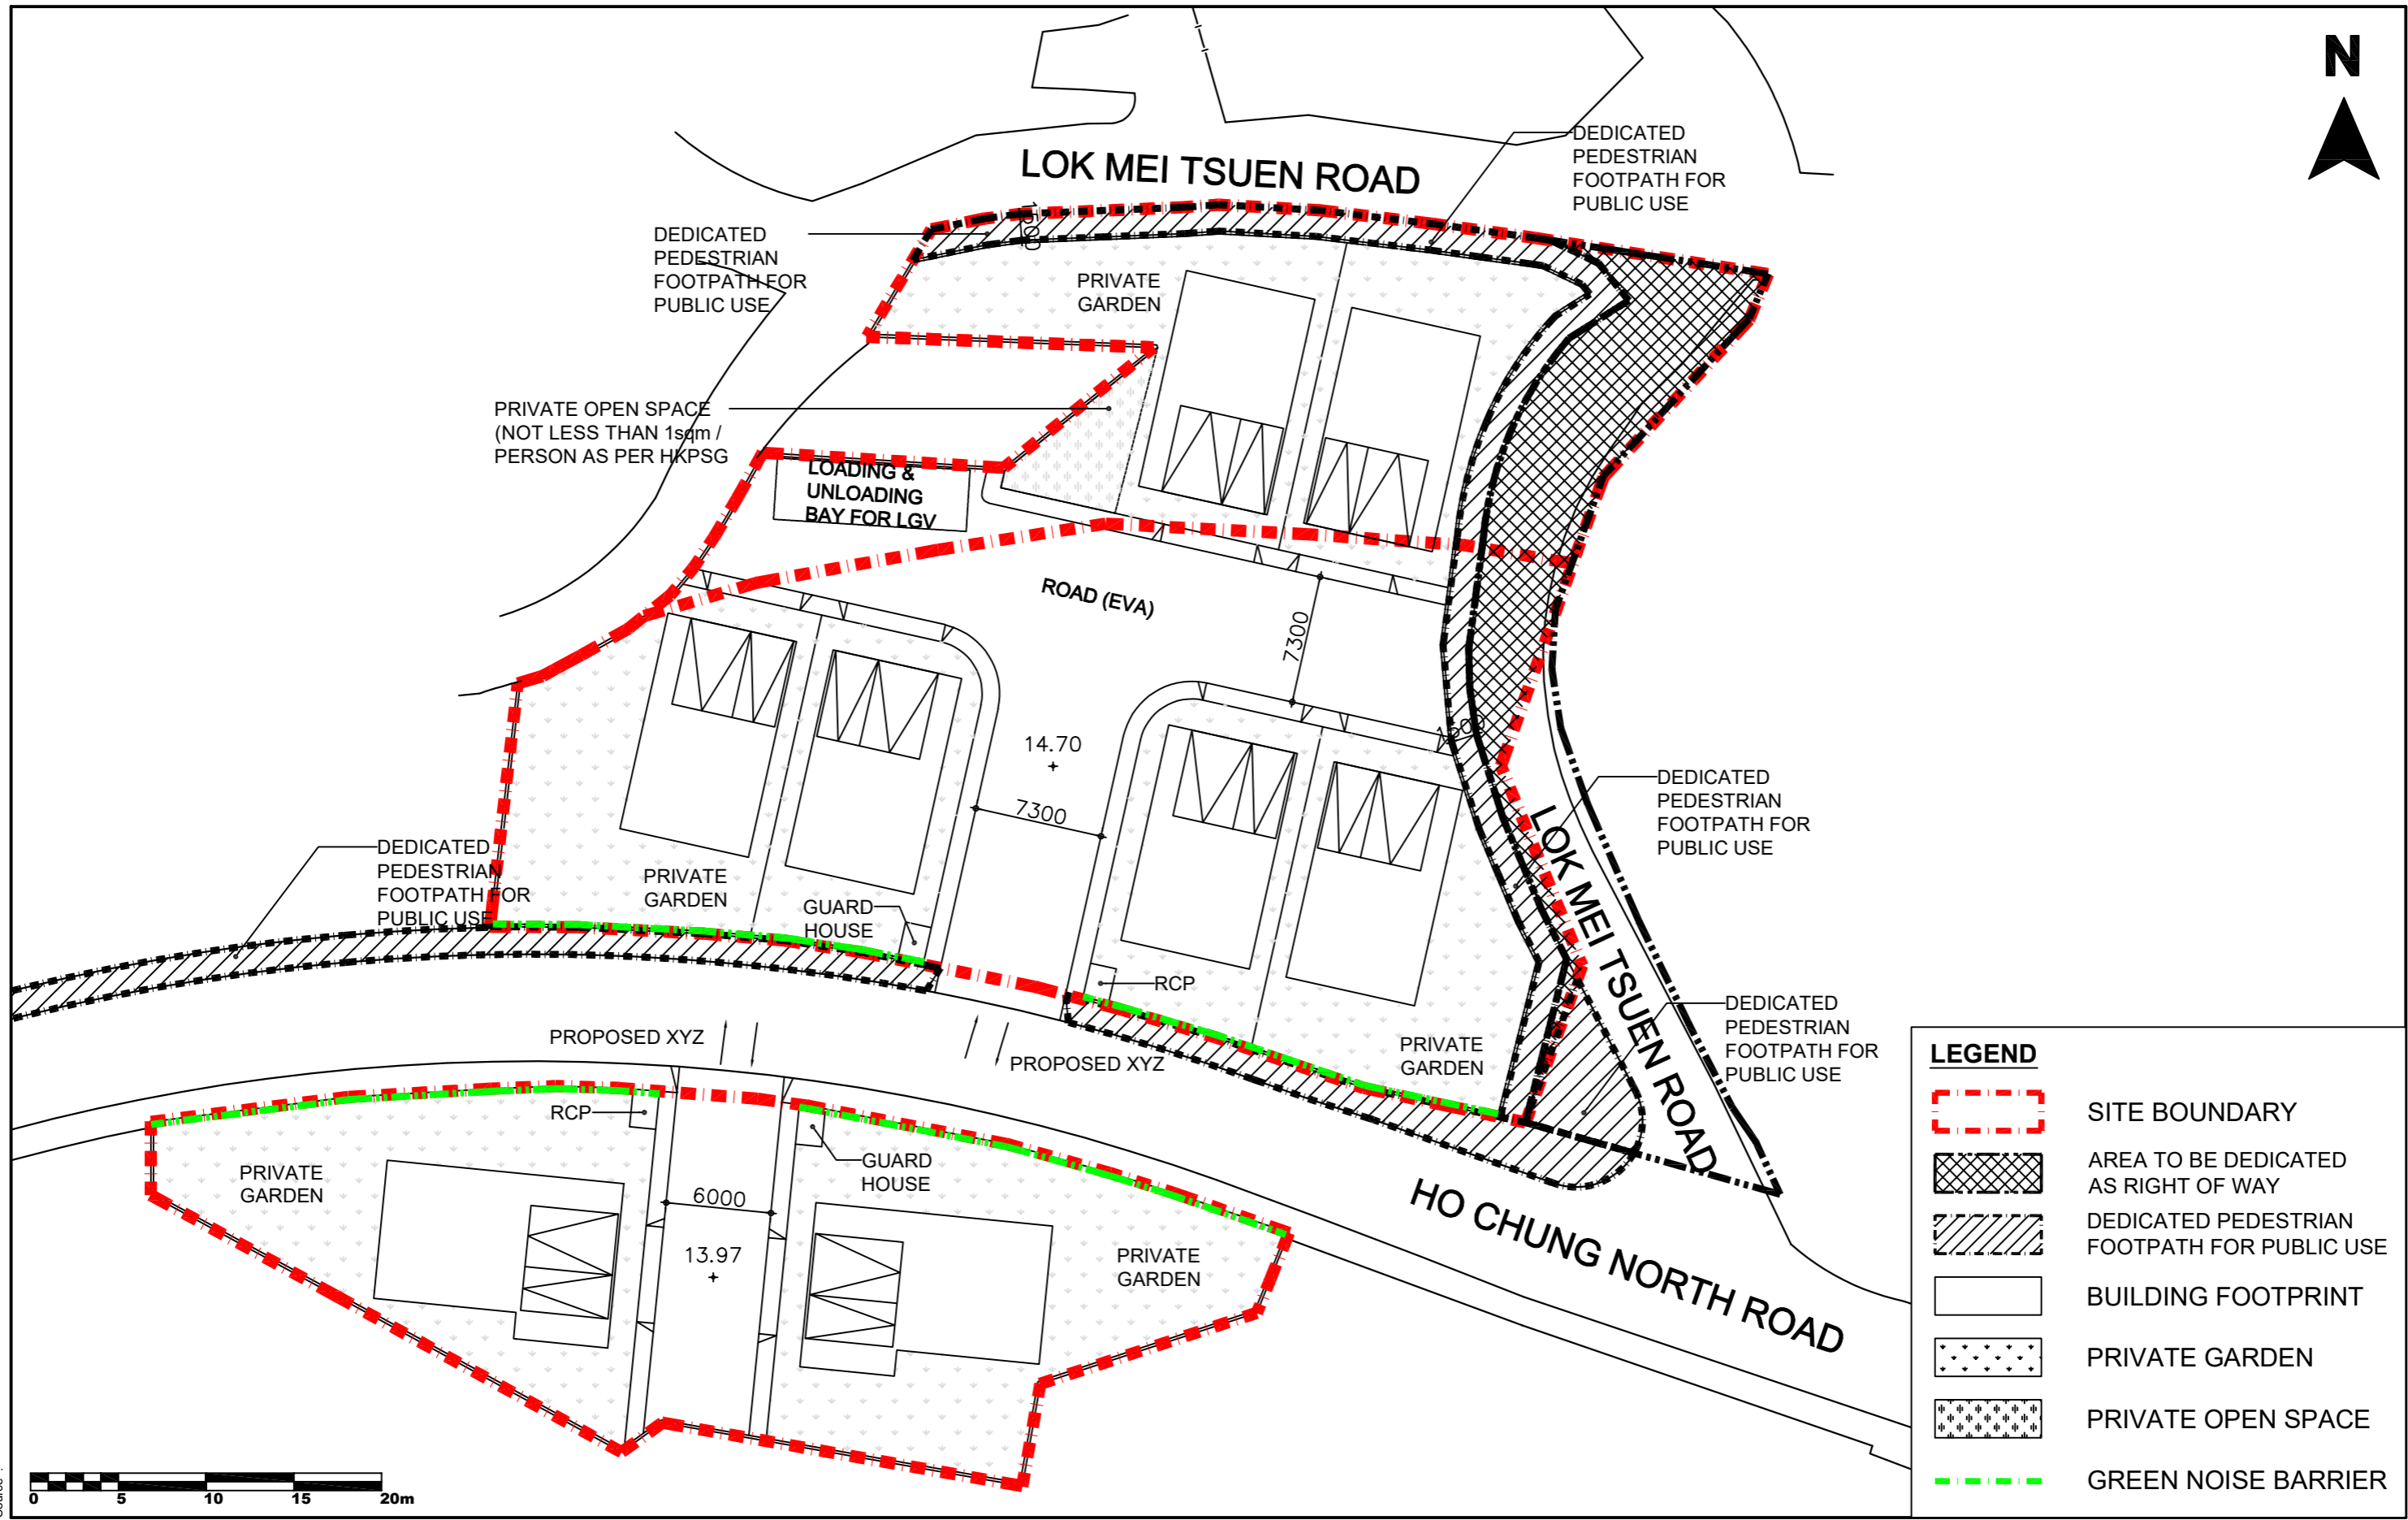 N
LOK MEI TSUEN ROAD
DEDICATED
PEDESTRIAN
FOOTPATH FOR
PUBLIC USE
DEDICATED
PEDESTRIAN
FOOTPATH FOR
PUBLIC USE
1500
PRIVATE
GARDEN
PRIVATE OPEN SPACE
(NOT LESS THAN 1sqm /
PERSON AS PER HKPSG
LOADING &
UNLOADING
BAY FOR LGV
ROAD (EVA)
7300
1500
14.70
7300
DEDICATED
PEDESTRIAN
FOOTPATH FOR
PUBLIC USE
LOK MEI TSUEN ROAD
DEDICATED
PEDESTRIAN
FOOTPATH FOR
PUBLIC USE
PRIVATE
GARDEN
GUARD
HOUSE
RCP
DEDICATED
PEDESTRIAN
FOOTPATH FOR
PUBLIC USE
PROPOSED XYZ
PROPOSED XYZ
PRIVATE
GARDEN
RCP
GUARD
HOUSE
PRIVATE
GARDEN
6000
13.97
PRIVATE
GARDEN
HO CHUNG NORTH ROAD
LEGEND
SITE BOUNDARY
AREA TO BE DEDICATED
AS RIGHT OF WAY
DEDICATED PEDESTRIAN
FOOTPATH FOR PUBLIC USE
BUILDING FOOTPRINT
PRIVATE GARDEN
PRIVATE OPEN SPACE
GREEN NOISE BARRIER
0 5 10 15 20m